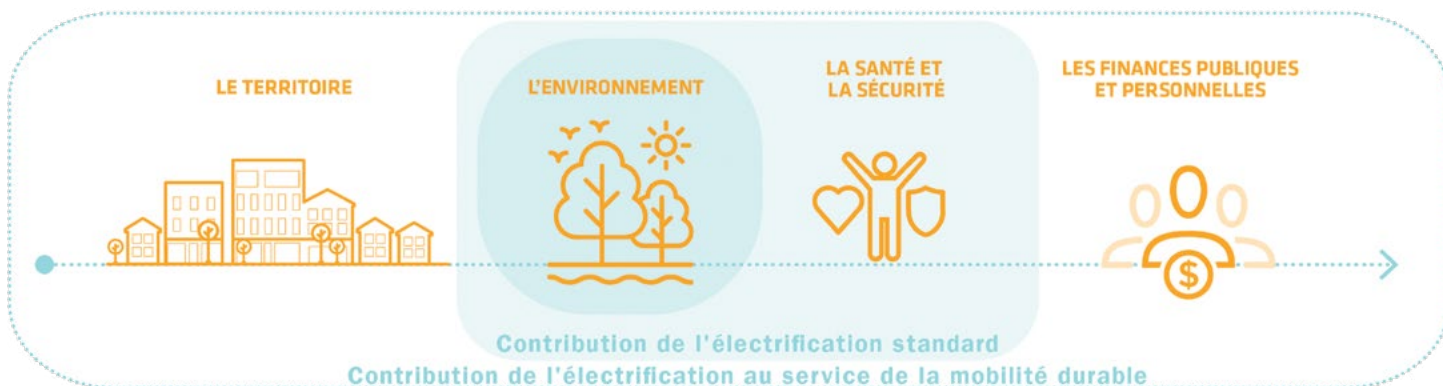 LE TERRITOIRE
L'ENVIRONNEMENT
LA SANTÉ ET
LA SÉCURITÉ
LES FINANCES PUBLIQUES
ET PERSONNELLES
$
Contribution de l'électrification standard
Contribution de l'électrification au service de la mobilité durable